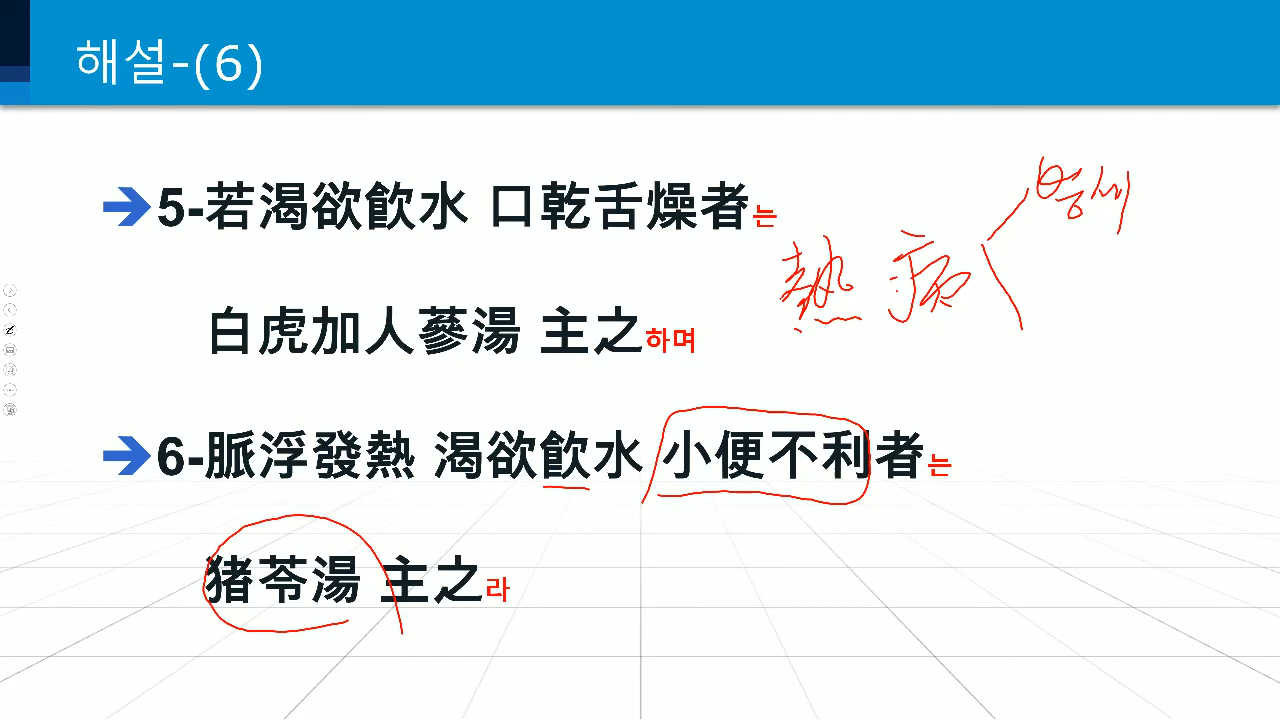 해설-(6)
5-若渴欲飮水 口乾舌燥者는
熱病
白虎加人蔘湯 主之하며
6-脈浮發熱 渴欲飮水 小便不利者는
猪苓湯 主之라